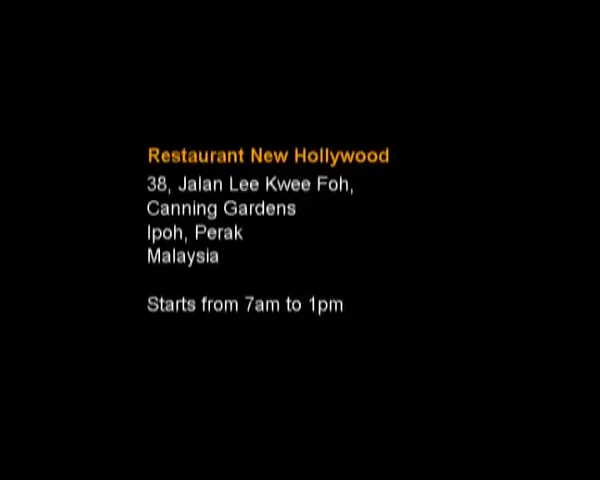 Restaurant New Hollywood
38, Jalan Lee Kwee Foh,
Canning Gardens
Ipoh, Perak
Malaysia
Starts from 7am to 1pm